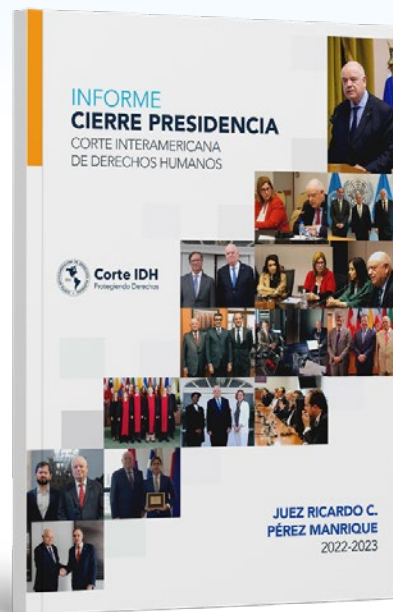 INFORME
CIERRE PRESIDENCIA
CORTE INTERAMERICANA
DE DERECHOS HUMANOS
Corte IDH
Protegiendo Derechos
JUEZ RICARDO C.
PÉREZ MANRIQUE
2022-2023